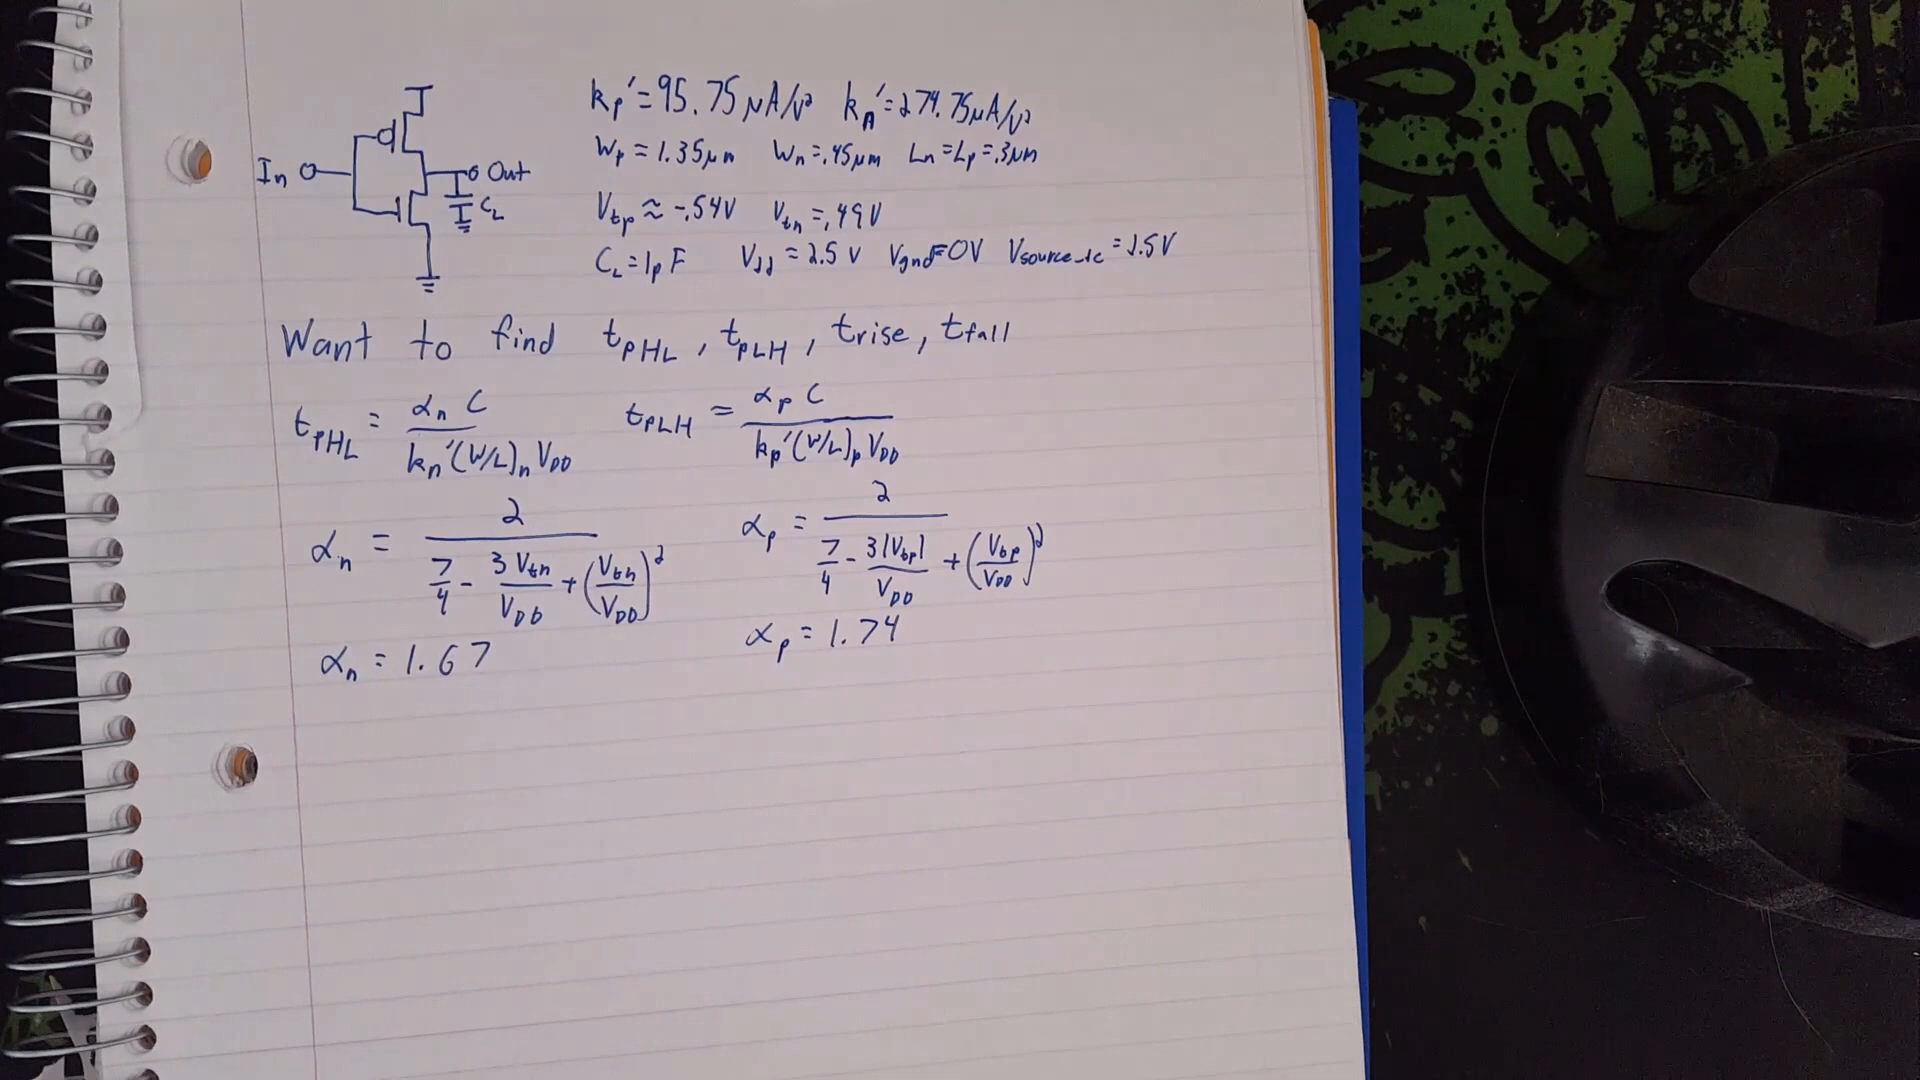 kp' = 95.75 μA/V² kn' = 274.75 μA/V²
Wp = 1.35 μm Wn = .45 μm Ln = Lp = .3 μm
In Out
CL
Vtp ≈ -.54V Vtn = .49V
CL = 1pF Vdd = 2.5 V Vgnd = 0V Vsource_dc = 2.5V
Want to find tPHL, tPLH, trise, tfall
tPHL = αn C / kn'(W/L)n VDD tPLH = αp C / kp'(W/L)p VDD
αn = 2 / (7/4 - 3Vtn/VDD + (Vtn/VDD)²) αp = 2 / (7/4 - 3|Vtp|/VDD + (Vtp/VDD)²)
αn = 1.67 αp = 1.74